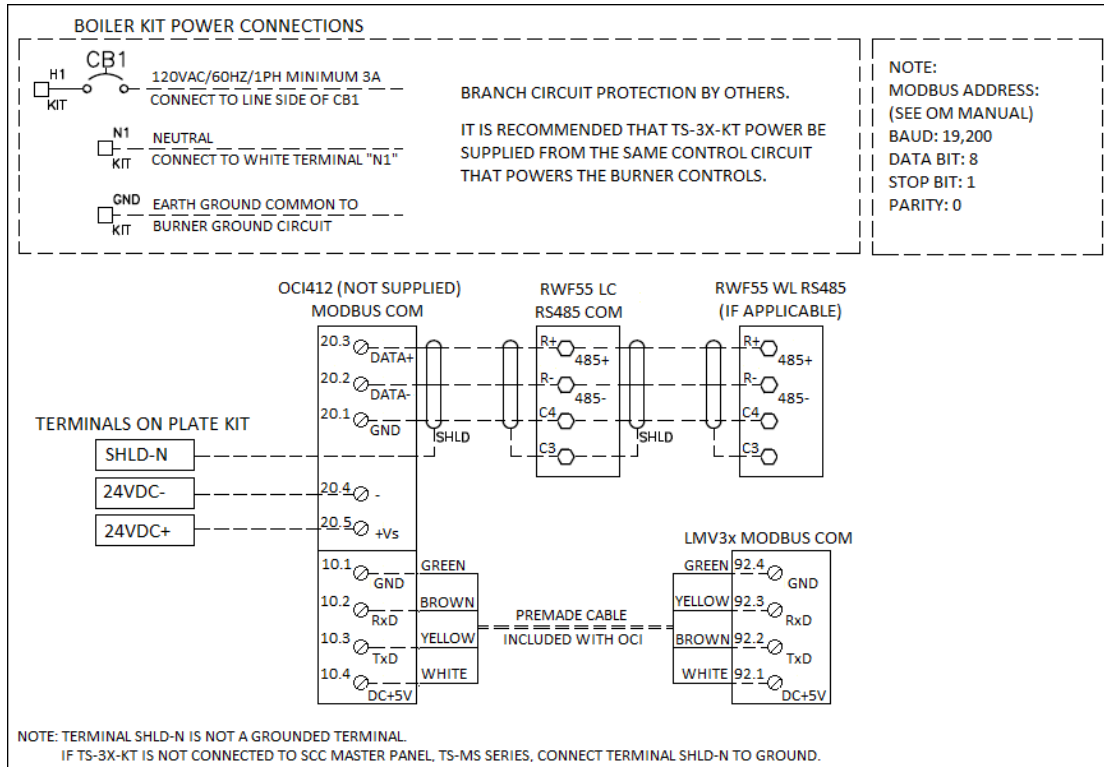 BOILER KIT POWER CONNECTIONS
H1
CB1
KIT
120VAC/60HZ/1PH MINIMUM 3A
CONNECT TO LINE SIDE OF CB1
N1
KIT
NEUTRAL
CONNECT TO WHITE TERMINAL "N1"
GND
KIT
EARTH GROUND COMMON TO
BURNER GROUND CIRCUIT
BRANCH CIRCUIT PROTECTION BY OTHERS.
IT IS RECOMMENDED THAT TS-3X-KT POWER BE
SUPPLIED FROM THE SAME CONTROL CIRCUIT
THAT POWERS THE BURNER CONTROLS.
NOTE:
MODBUS ADDRESS:
(SEE OM MANUAL)
BAUD: 19,200
DATA BIT: 8
STOP BIT: 1
PARITY: 0
OCI412 (NOT SUPPLIED)
MODBUS COM
20.3
DATA+
20.2
DATA-
20.1
GND
SHLD
20.4
-
20.5
+Vs
10.1
GND
GREEN
10.2
RxD
BROWN
10.3
TxD
YELLOW
10.4
DC+5V
WHITE
RWF55 LC
RS485 COM
R+
485+
R-
485-
C4
C3
SHLD
RWF55 WL RS485
(IF APPLICABLE)
R+
485+
R-
485-
C4
C3
TERMINALS ON PLATE KIT
SHLD-N
24VDC-
24VDC+
PREMADE CABLE
INCLUDED WITH OCI
LMV3x MODBUS COM
GREEN 92.4
GND
YELLOW 92.3
RxD
BROWN 92.2
TxD
WHITE 92.1
DC+5V
NOTE: TERMINAL SHLD-N IS NOT A GROUNDED TERMINAL.
IF TS-3X-KT IS NOT CONNECTED TO SCC MASTER PANEL, TS-MS SERIES, CONNECT TERMINAL SHLD-N TO GROUND.